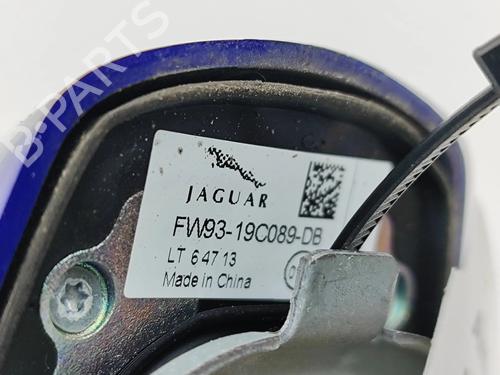 B-PARTS
JAGUAR
FW93-19C089-DB
LT 6 47 13
Made in China